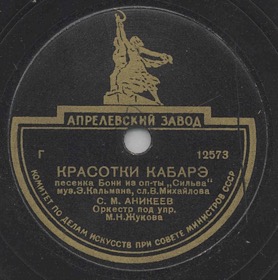 АПРЕЛЕВСКИЙ ЗАВОД
Г 12573
КРАСОТКИ КАБАРЭ
песенка Бони из оп-ты „Сильва“
муз. Э. Кальмана, сл. В. Михайлова
С. М. АНИКЕЕВ
Оркестр под упр.
М. Н. Жукова
КОМИТЕТ ПО ДЕЛАМ ИСКУССТВ ПРИ СОВЕТЕ МИНИСТРОВ СССР